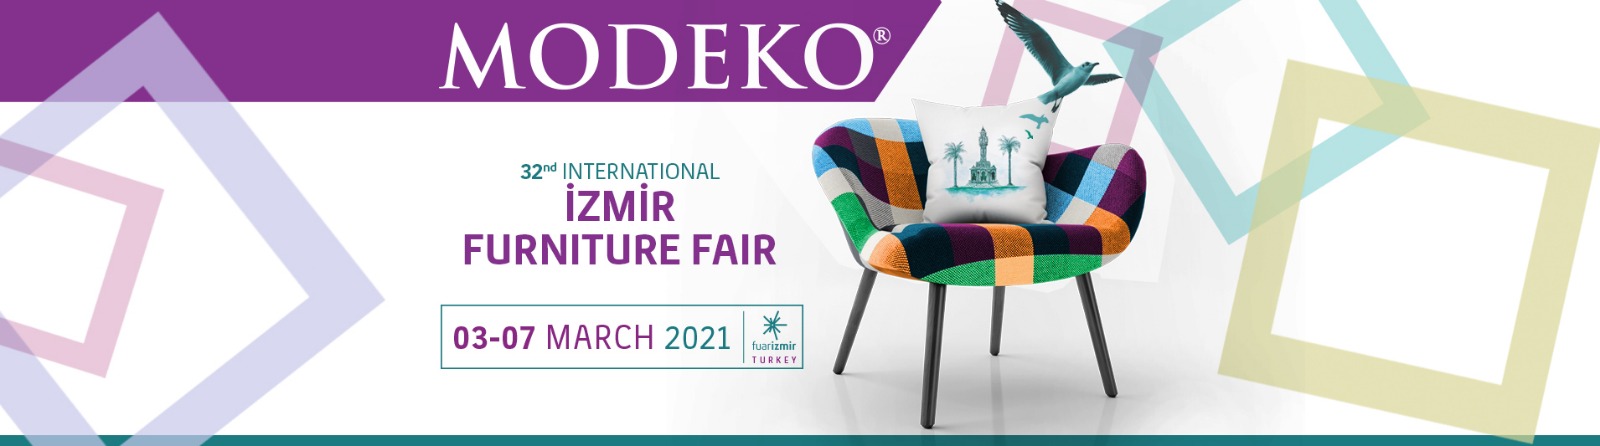 MODEKO®
32nd INTERNATIONAL
İZMİR
FURNITURE FAIR
03-07 MARCH 2021
fuarizmir
TURKEY